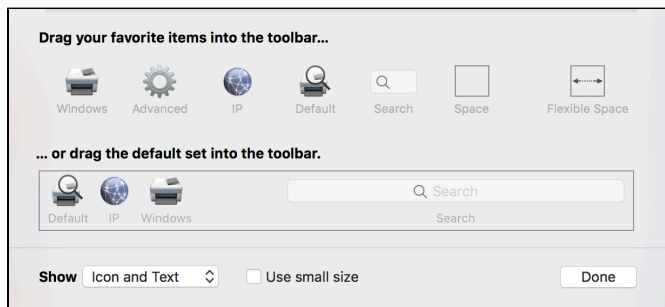 Drag your favorite items into the toolbar...
Windows Advanced IP Default Search Space Flexible Space
... or drag the default set into the toolbar.
Search
Default IP Windows Search
Show Icon and Text Use small size Done